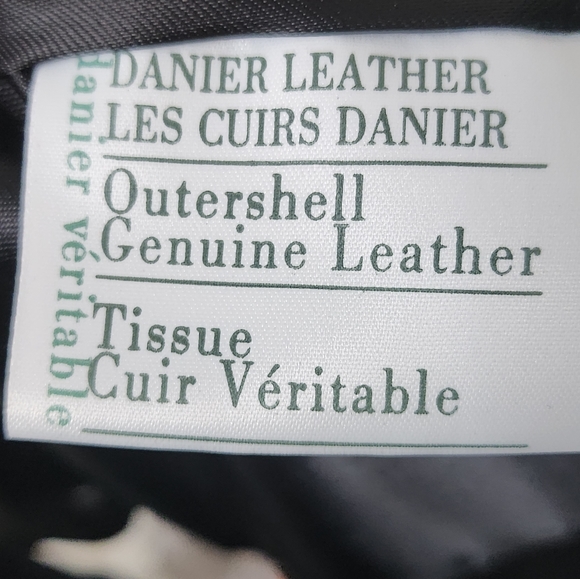 DANIER LEATHER
LES CUIRS DANIER
Outershell
Genuine Leather
Tissue
Cuir Véritable
danier véritable